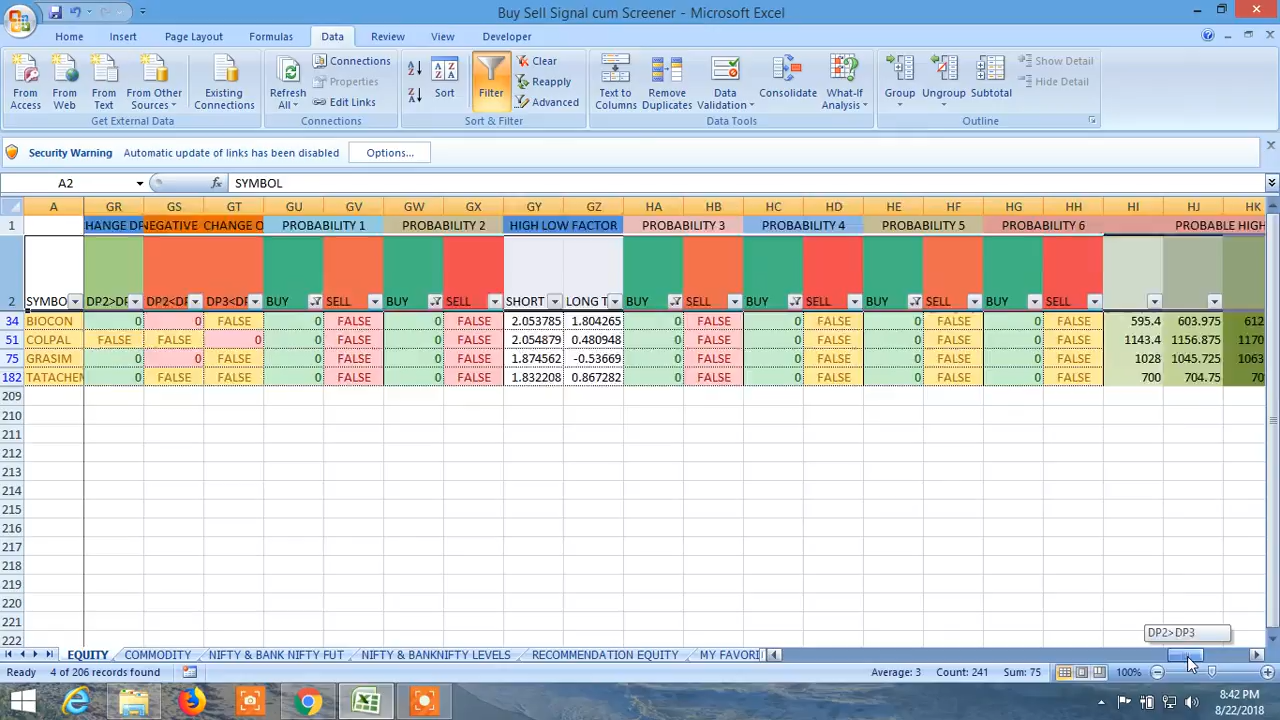 Buy Sell Signal cum Screener - Microsoft Excel
Home Insert Page Layout Formulas Data Review View Developer
From Access From Web From Text From Other Sources Existing Connections Refresh All Connections Properties Edit Links Sort Filter Clear Reapply Advanced Text to Columns Remove Duplicates Data Validation Consolidate What-If Analysis Group Ungroup Subtotal Show Detail Hide Detail
Get External Data Connections Sort & Filter Data Tools Outline
Security Warning Automatic update of links has been disabled Options...
A2 fx SYMBOL
A GR GS GT GU GV GW GX GY GZ HA HB HC HD HE HF HG HH HI HJ HK
1 HANGE DP NEGATIVE CHANGE O PROBABILITY 1 PROBABILITY 2 HIGH LOW FACTOR PROBABILITY 3 PROBABILITY 4 PROBABILITY 5 PROBABILITY 6 PROBABLE HIGH
2 SYMBO DP2>DP DP2<DP DP3<DP BUY SELL BUY SELL SHORT LONG T BUY SELL BUY SELL BUY SELL BUY SELL
34 BIOCON 0 0 FALSE 0 FALSE 0 FALSE 2.053785 1.804265 0 FALSE 0 FALSE 0 FALSE 0 FALSE 595.4 603.975 612
51 COLPAL FALSE FALSE 0 0 FALSE 0 FALSE 2.054879 0.480948 0 FALSE 0 FALSE 0 FALSE 0 FALSE 1143.4 1156.875 1170
75 GRASIM 0 0 FALSE 0 FALSE 0 FALSE 1.874562 -0.53669 0 FALSE 0 FALSE 0 FALSE 0 FALSE 1028 1045.725 1063
182 TATACHEM 0 FALSE FALSE 0 FALSE 0 FALSE 1.832208 0.867282 0 FALSE 0 FALSE 0 FALSE 0 FALSE 700 704.75 70
209
210
211
212
213
214
215
216
217
218
219
220
221
222
DP2>DP3
EQUITY COMMODITY NIFTY & BANK NIFTY FUT NIFTY & BANKNIFTY LEVELS RECOMMENDATION EQUITY MY FAVORI
Ready 4 of 206 records found Average: 3 Count: 241 Sum: 75 100%
8:42 PM
8/22/2018